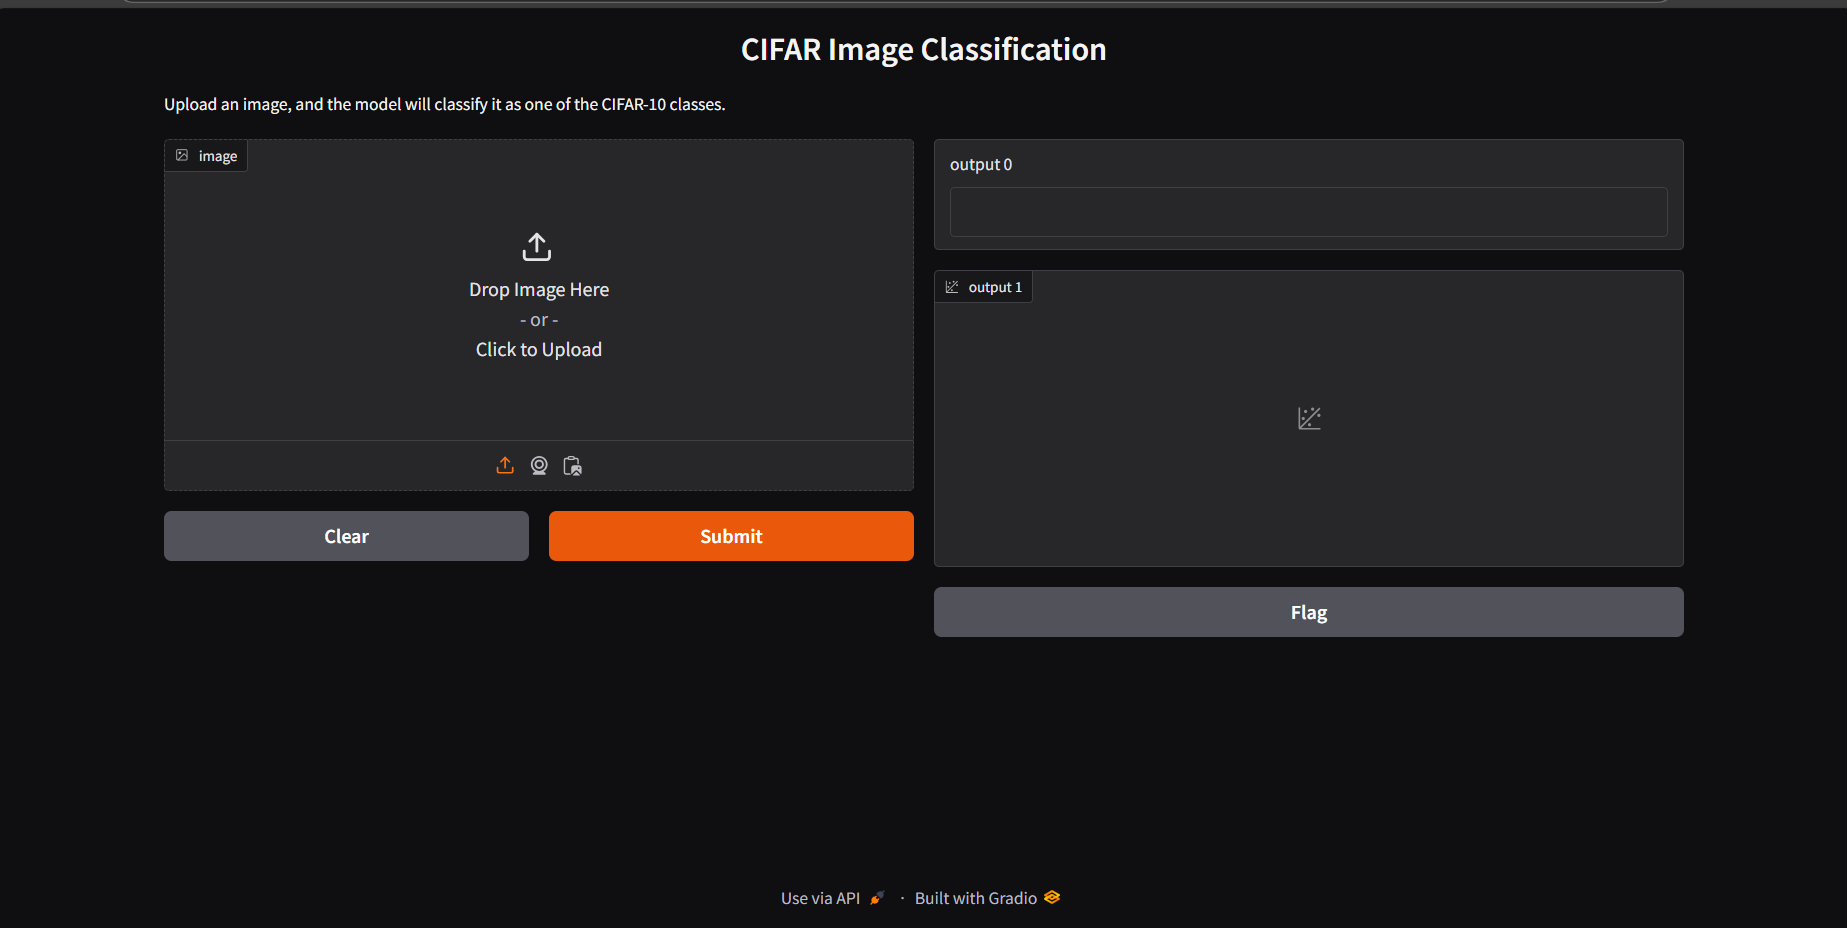 CIFAR Image Classification
Upload an image, and the model will classify it as one of the CIFAR-10 classes.
image
Drop Image Here
- or -
Click to Upload
Clear
Submit
output 0
output 1
Flag
Use via API · Built with Gradio